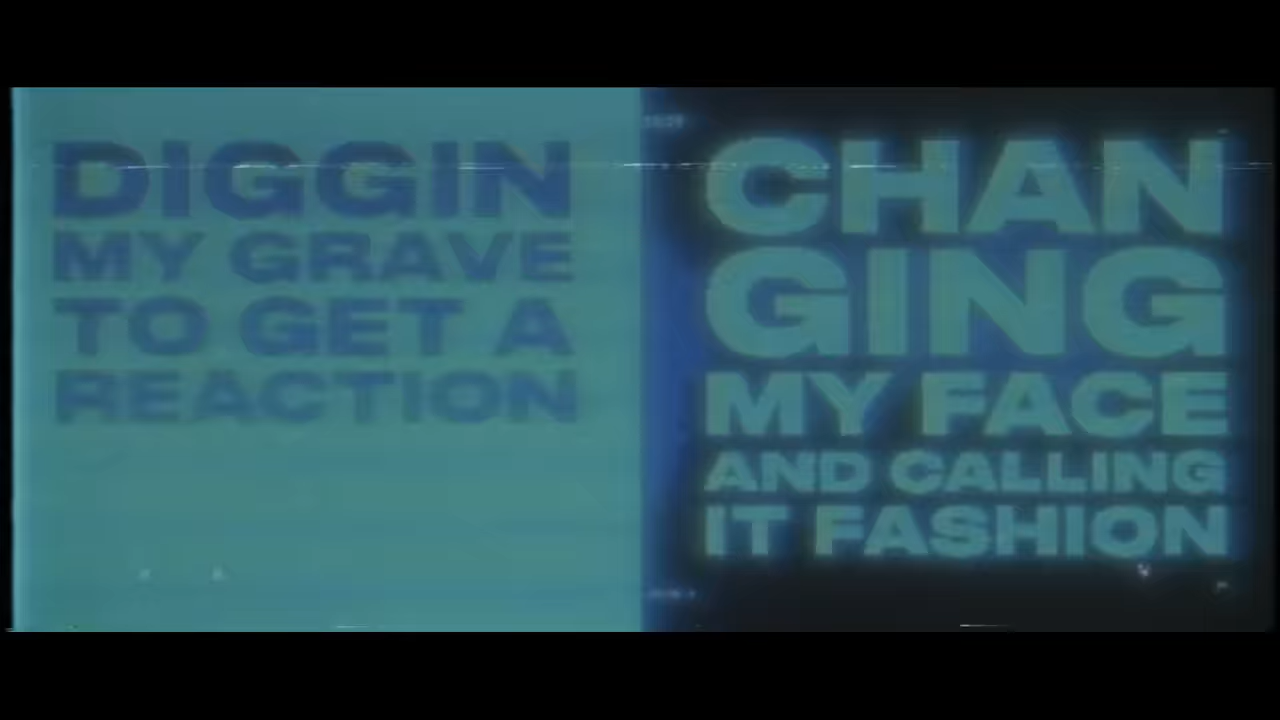 DIGGIN
MY GRAVE
TO GET A
REACTION
CHAN
GING
MY FACE
AND CALLING
IT FASHION